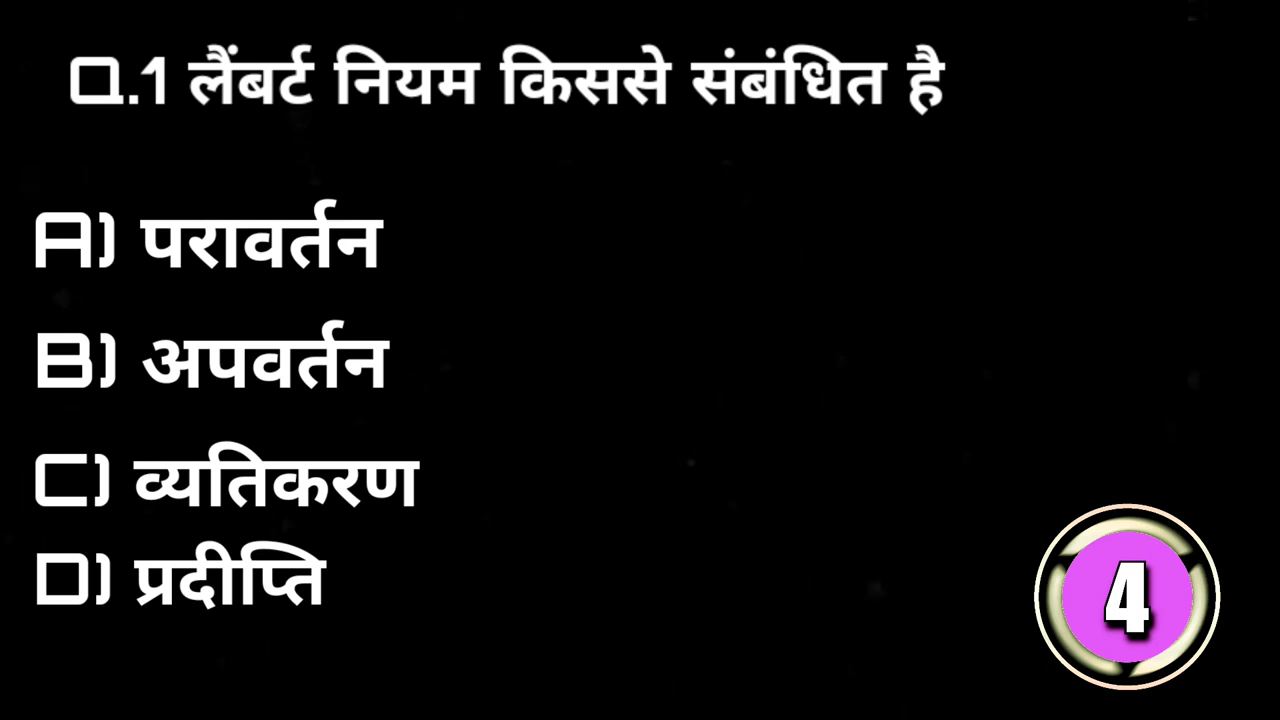 Q.1 लैंबर्ट नियम किससे संबंधित है
A) परावर्तन
B) अपवर्तन
C) व्यतिकरण
D) प्रदीप्ति
4